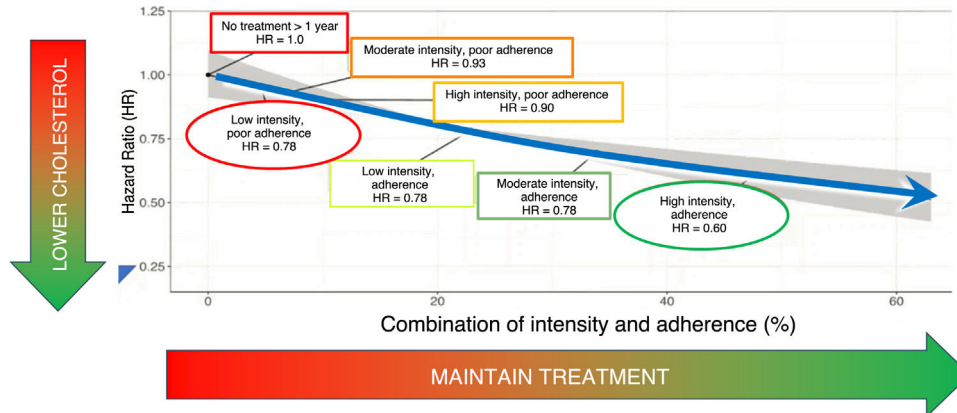 LOWER CHOLESTEROL
Hazard Ratio (HR)
1.25
1.00
0.75
0.50
0.25
No treatment > 1 year
HR = 1.0
Moderate intensity, poor adherence
HR = 0.93
High intensity, poor adherence
HR = 0.90
Low intensity,
poor adherence
HR = 0.78
Low intensity,
adherence
HR = 0.78
Moderate intensity,
adherence
HR = 0.78
High intensity,
adherence
HR = 0.60
0
20
40
60
Combination of intensity and adherence (%)
MAINTAIN TREATMENT